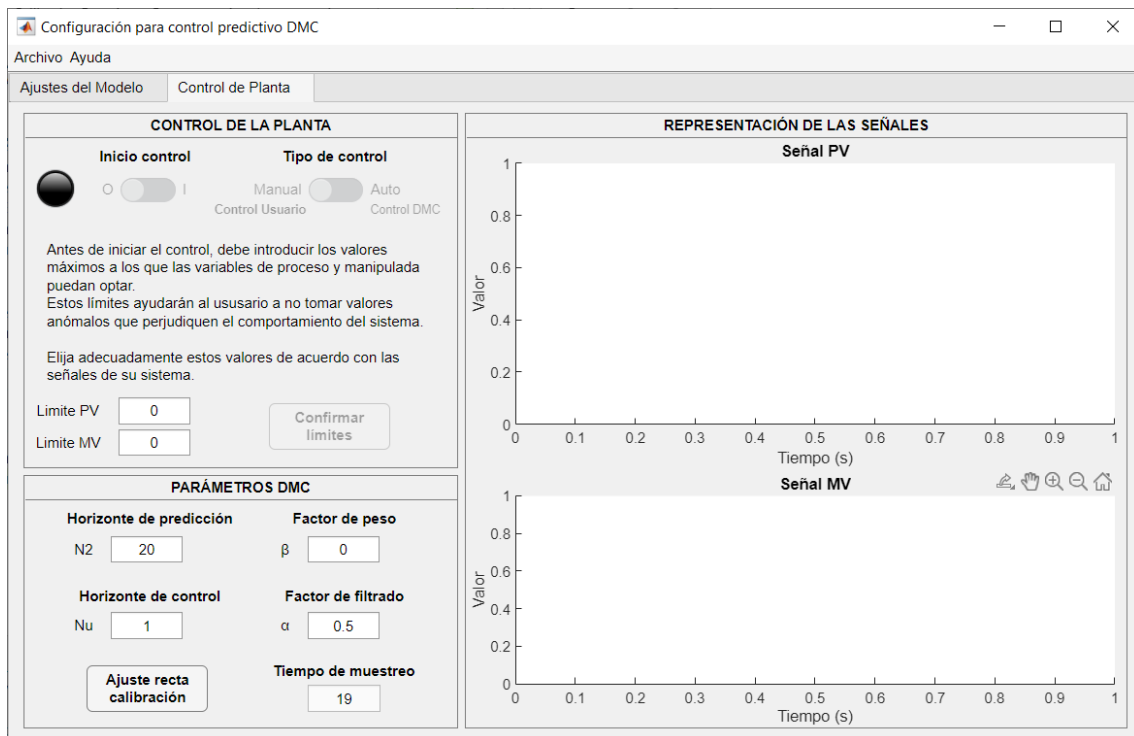 Configuración para control predictivo DMC
Archivo Ayuda
Ajustes del Modelo Control de Planta
CONTROL DE LA PLANTA
Inicio control Tipo de control
O I Manual Auto
Control Usuario Control DMC
Antes de iniciar el control, debe introducir los valores
máximos a los que las variables de proceso y manipulada
puedan optar.
Estos límites ayudarán al ususario a no tomar valores
anómalos que perjudiquen el comportamiento del sistema.
Elija adecuadamente estos valores de acuerdo con las
señales de su sistema.
Limite PV 0
Limite MV 0
Confirmar
límites
PARÁMETROS DMC
Horizonte de predicción Factor de peso
N2 20 β 0
Horizonte de control Factor de filtrado
Nu 1 α 0.5
Ajuste recta
calibración
Tiempo de muestreo
19
REPRESENTACIÓN DE LAS SEÑALES
Señal PV
1
0.8
0.6
0.4
0.2
0
Valor
0 0.1 0.2 0.3 0.4 0.5 0.6 0.7 0.8 0.9 1
Tiempo (s)
Señal MV
1
0.8
0.6
0.4
0.2
0
Valor
0 0.1 0.2 0.3 0.4 0.5 0.6 0.7 0.8 0.9 1
Tiempo (s)